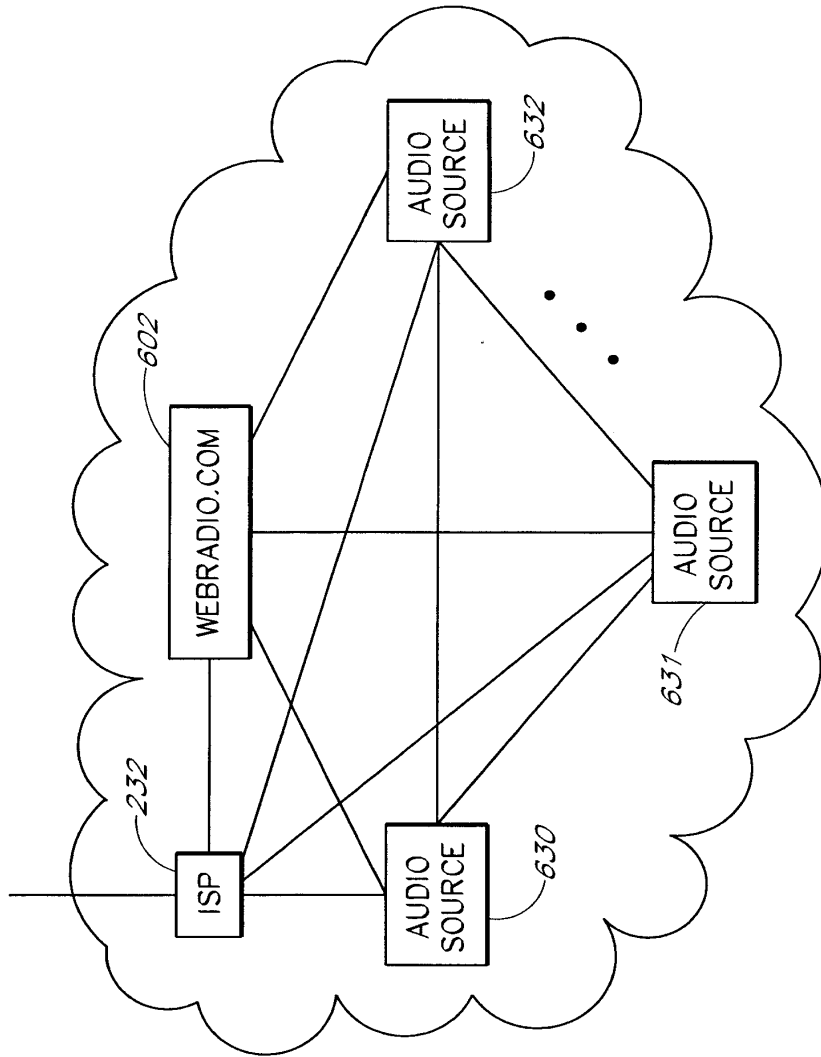 232
ISP
602
WEBRADIO.COM
AUDIO
SOURCE
630
AUDIO
SOURCE
631
AUDIO
SOURCE
632